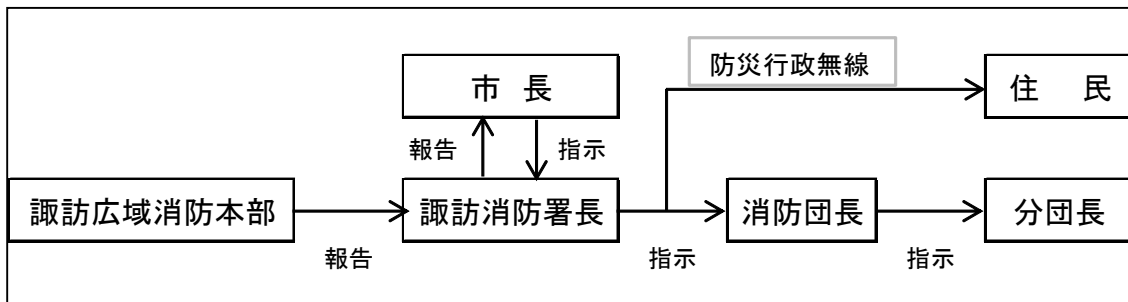 防災行政無線
市 長
住 民
報告
指示
諏訪広域消防本部
諏訪消防署長
消防団長
分団長
報告
指示
指示